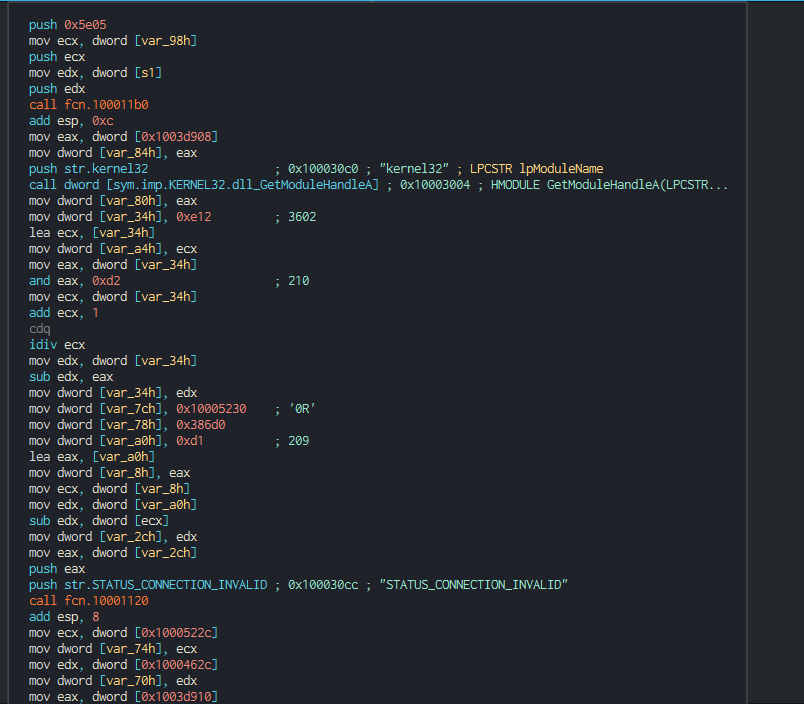 push 0x5e05
mov ecx, dword [var_98h]
push ecx
mov edx, dword [s1]
push edx
call fcn.100011b0
add esp, 0xc
mov eax, dword [0x1003d908]
mov dword [var_84h], eax
push str.kernel32 ; 0x100030c0 ; "kernel32" ; LPCSTR lpModuleName
call dword [sym.imp.KERNEL32.dll_GetModuleHandleA] ; 0x10003004 ; HMODULE GetModuleHandleA(LPCSTR...
mov dword [var_80h], eax
mov dword [var_34h], 0xe12 ; 3602
lea ecx, [var_34h]
mov dword [var_a4h], ecx
mov eax, dword [var_34h]
and eax, 0xd2 ; 210
mov ecx, dword [var_34h]
add ecx, 1
cdq
idiv ecx
mov edx, dword [var_34h]
sub edx, eax
mov dword [var_34h], edx
mov dword [var_7ch], 0x10005230 ; '0R'
mov dword [var_78h], 0x386d0
mov dword [var_a0h], 0xd1 ; 209
lea eax, [var_a0h]
mov dword [var_8h], eax
mov ecx, dword [var_8h]
mov edx, dword [var_a0h]
sub edx, dword [ecx]
mov dword [var_2ch], edx
mov eax, dword [var_2ch]
push eax
push str.STATUS_CONNECTION_INVALID ; 0x100030cc ; "STATUS_CONNECTION_INVALID"
call fcn.10001120
add esp, 8
mov ecx, dword [0x1000522c]
mov dword [var_74h], ecx
mov edx, dword [0x1000462c]
mov dword [var_70h], edx
mov eax, dword [0x1003d910]